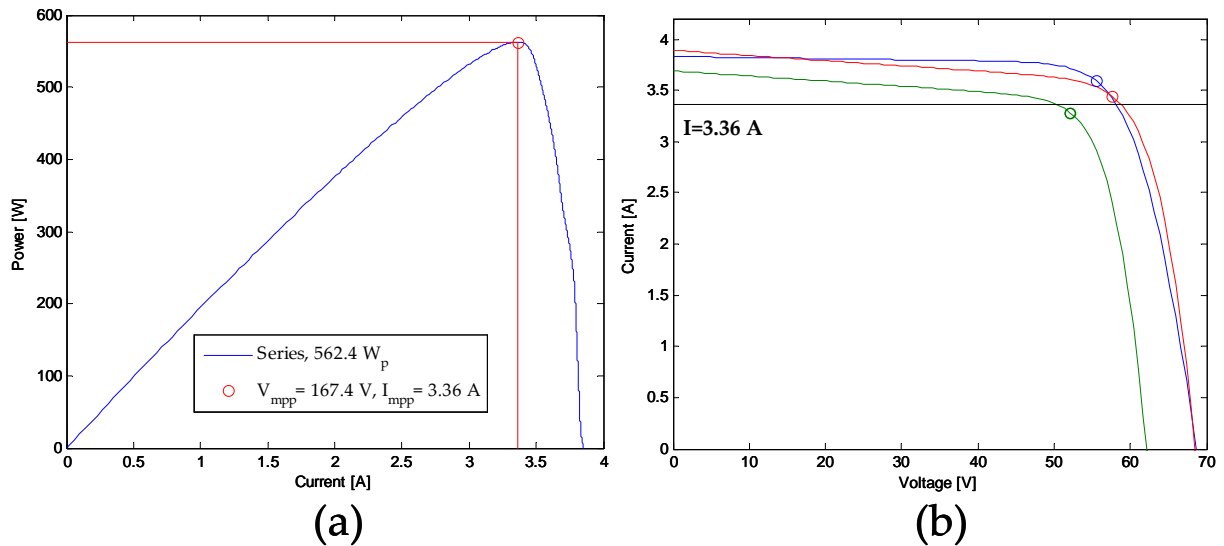 600
500
400
300
200
100
0
Power [W]
Series, 562.4 Wp
Vmpp= 167.4 V, Impp= 3.36 A
0 0.5 1 1.5 2 2.5 3 3.5 4
Current [A]
(a)
4
3.5
3
2.5
2
1.5
1
0.5
0
Current [A]
I=3.36 A
0 10 20 30 40 50 60 70
Voltage [V]
(b)